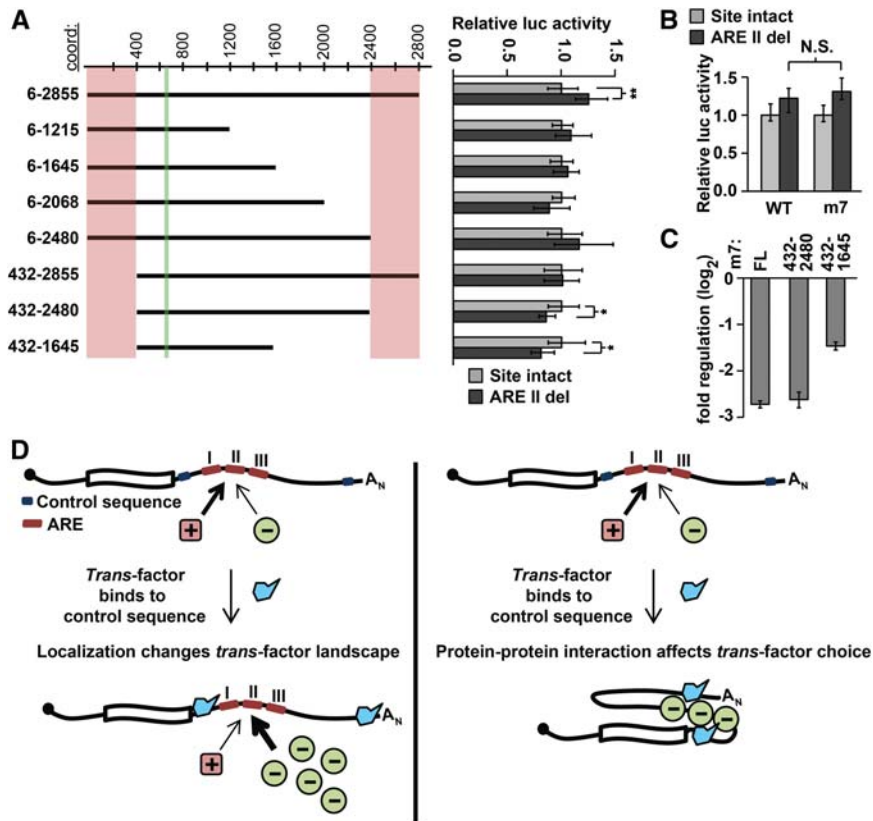 A
coord:
400
800
1200
1600
2000
2400
2800
6-2855
6-1215
6-1645
6-2068
6-2480
432-2855
432-2480
432-1645
Relative luc activity
0.0
0.5
1.0
1.5
**
*
*
Site intact
ARE II del
B
Site intact
ARE II del
N.S.
Relative luc activity
1.5
1.0
0.5
0.0
WT
m7
C
m7:
FL
432-
2480
432-
1645
fold regulation (log2)
0
-1
-2
-3
D
I
II
III
AN
Control sequence
ARE
+
−
Trans-factor
binds to
control sequence
Localization changes trans-factor landscape
I
II
III
AN
+
−
−
−
−
−
I
II
III
AN
+
−
Trans-factor
binds to
control sequence
Protein-protein interaction affects trans-factor choice
AN
−
−
−